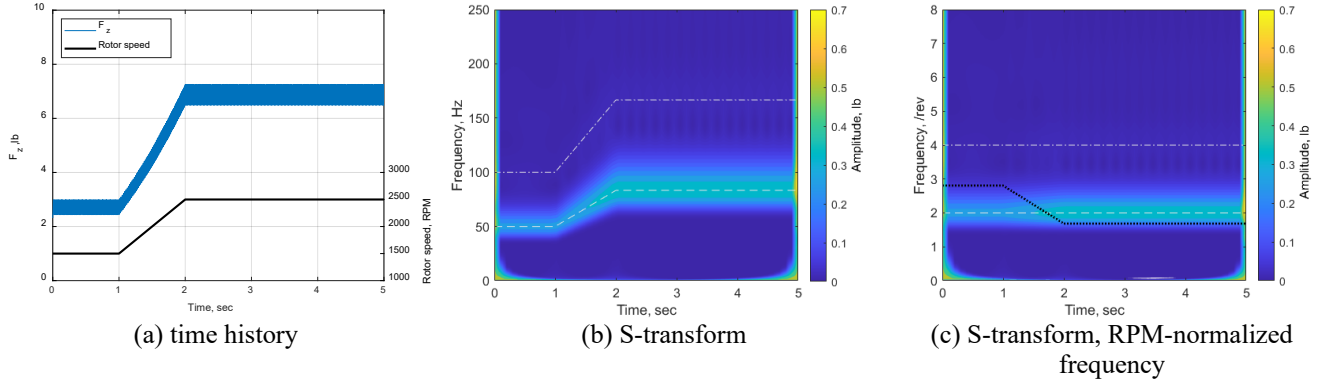 10
8
6
4
2
0
F z
Rotor speed
F z ,lb
3000
2500
2000
1500
1000
Rotor speed, RPM
0 1 2 3 4 5
Time, sec
(a) time history
250
200
150
100
50
0
Frequency, Hz
0 1 2 3 4 5
Time, sec
0.7
0.6
0.5
0.4
0.3
0.2
0.1
0
Amplitude, lb
(b) S-transform
8
7
6
5
4
3
2
1
0
Frequency, /rev
0 1 2 3 4 5
Time, sec
0.7
0.6
0.5
0.4
0.3
0.2
0.1
0
Amplitude, lb
(c) S-transform, RPM-normalized
frequency